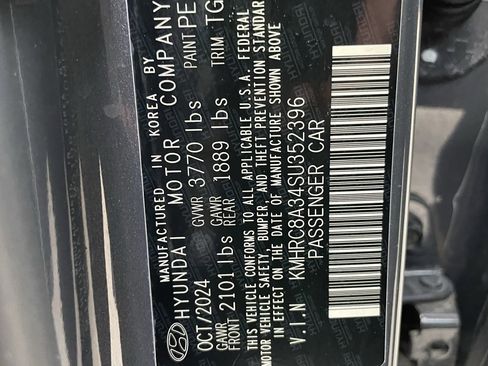 MANUFACTURED IN KOREA BY
HYUNDAI MOTOR COMPANY
OCT/2024 GVWR 3770 lbs PAINT PE
GAWR FRONT 2101 lbs GAWR REAR 1889 lbs TRIM TG
THIS VEHICLE CONFORMS TO ALL APPLICABLE U.S.A. FEDERAL
MOTOR VEHICLE SAFETY, BUMPER, AND THEFT PREVENTION STANDARD
IN EFFECT ON THE DATE OF MANUFACTURE SHOWN ABOVE
V.I.N KMHRC8A34SU352396
PASSENGER CAR